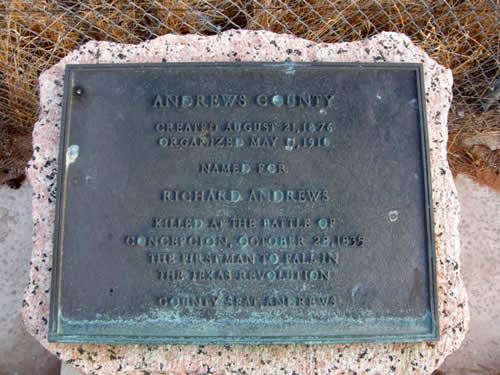 ANDREWS COUNTY
CREATED AUGUST 21, 1876
ORGANIZED MAY 1910
NAMED FOR
RICHARD ANDREWS
KILLED AT THE BATTLE OF
CONCEPCION, OCTOBER 28, 1835
THE FIRST MAN TO FALL IN
THE TEXAS REVOLUTION
COUNTY SEAT ANDREWS